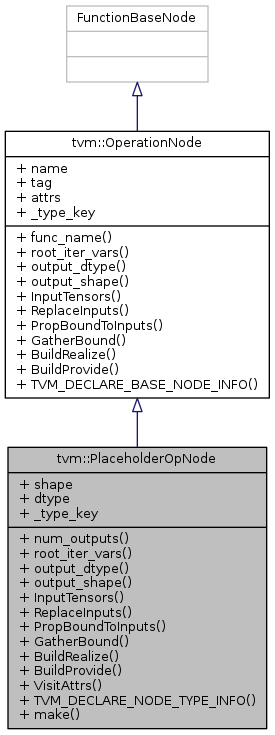 FunctionBaseNode
tvm::OperationNode
+ name
+ tag
+ attrs
+ _type_key
+ func_name()
+ root_iter_vars()
+ output_dtype()
+ output_shape()
+ InputTensors()
+ ReplaceInputs()
+ PropBoundToInputs()
+ GatherBound()
+ BuildRealize()
+ BuildProvide()
+ TVM_DECLARE_BASE_NODE_INFO()
tvm::PlaceholderOpNode
+ shape
+ dtype
+ _type_key
+ num_outputs()
+ root_iter_vars()
+ output_dtype()
+ output_shape()
+ InputTensors()
+ ReplaceInputs()
+ PropBoundToInputs()
+ GatherBound()
+ BuildRealize()
+ BuildProvide()
+ VisitAttrs()
+ TVM_DECLARE_NODE_TYPE_INFO()
+ make()